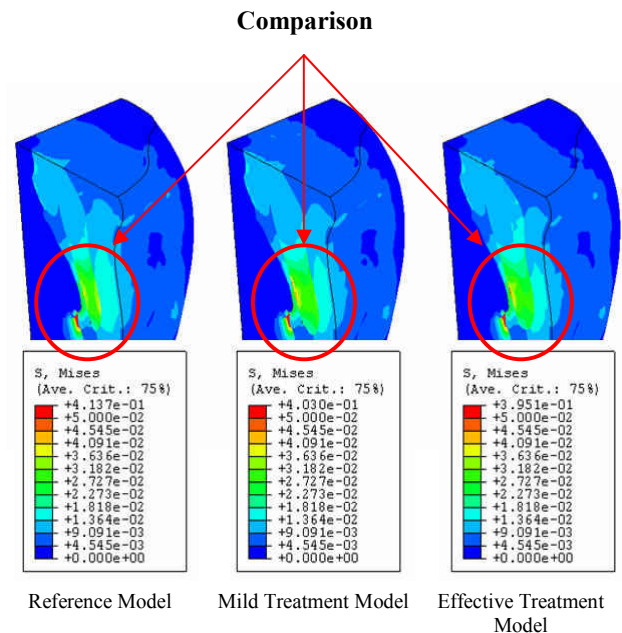 Comparison
S, Mises
(Ave. Crit.: 75%)
+4.137e-01
+5.000e-02
+4.545e-02
+4.091e-02
+3.636e-02
+3.182e-02
+2.727e-02
+2.273e-02
+1.818e-02
+1.364e-02
+9.091e-03
+4.545e-03
+0.000e+00
S, Mises
(Ave. Crit.: 75%)
+4.030e-01
+5.000e-02
+4.545e-02
+4.091e-02
+3.636e-02
+3.182e-02
+2.727e-02
+2.273e-02
+1.818e-02
+1.364e-02
+9.091e-03
+4.545e-03
+0.000e+00
S, Mises
(Ave. Crit.: 75%)
+3.951e-01
+5.000e-02
+4.545e-02
+4.091e-02
+3.636e-02
+3.182e-02
+2.727e-02
+2.273e-02
+1.818e-02
+1.364e-02
+9.091e-03
+4.545e-03
+0.000e+00
Reference Model
Mild Treatment Model
Effective Treatment
Model